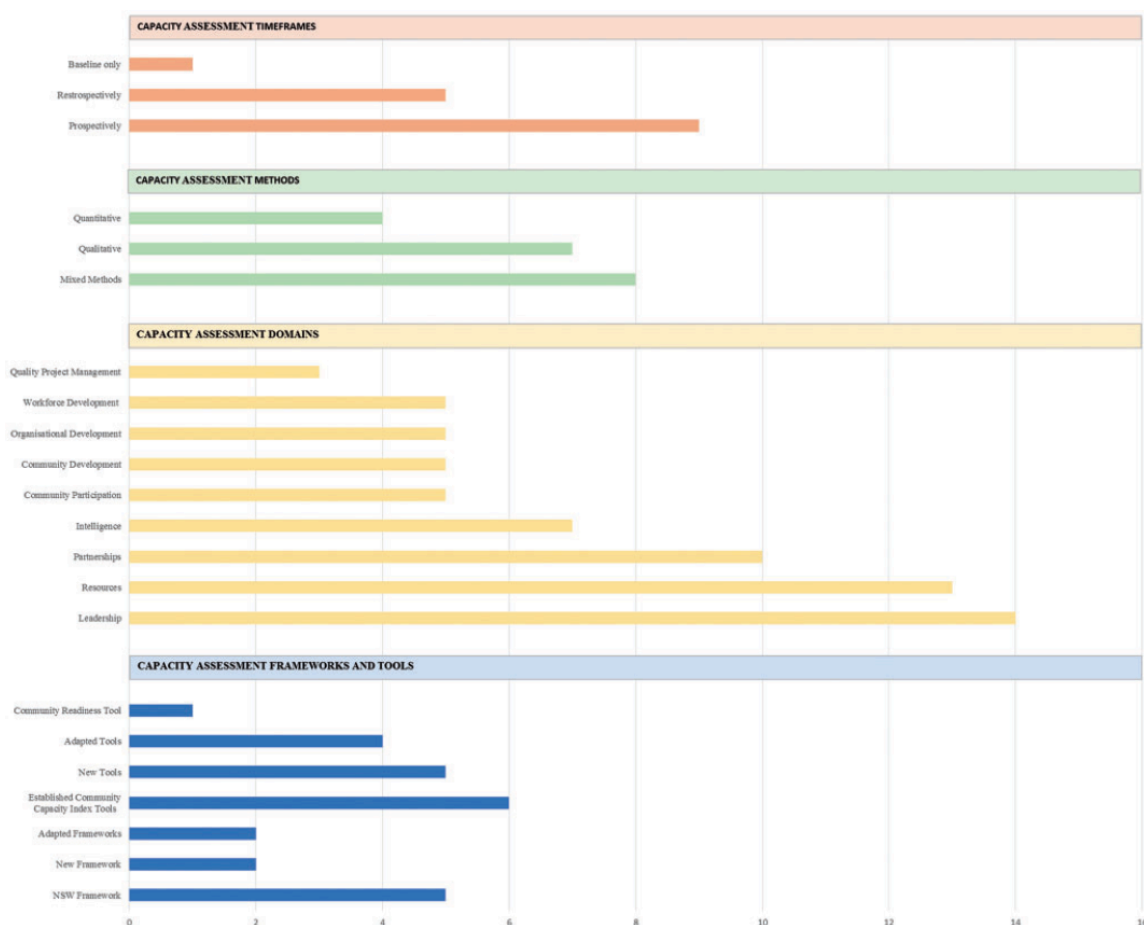 CAPACITY ASSESSMENT TIMEFRAMES
Baseline only
Restrospectively
Prospectively
CAPACITY ASSESSMENT METHODS
Quantitative
Qualitative
Mixed Methods
CAPACITY ASSESSMENT DOMAINS
Quality Project Management
Workforce Development
Organisational Development
Community Development
Community Participation
Intelligence
Partnerships
Resources
Leadership
CAPACITY ASSESSMENT FRAMEWORKS AND TOOLS
Community Readiness Tool
Adapted Tools
New Tools
Established Community
Capacity Index Tools
Adapted Frameworks
New Framework
NSW Framework
0 2 4 6 8 10 12 14 16